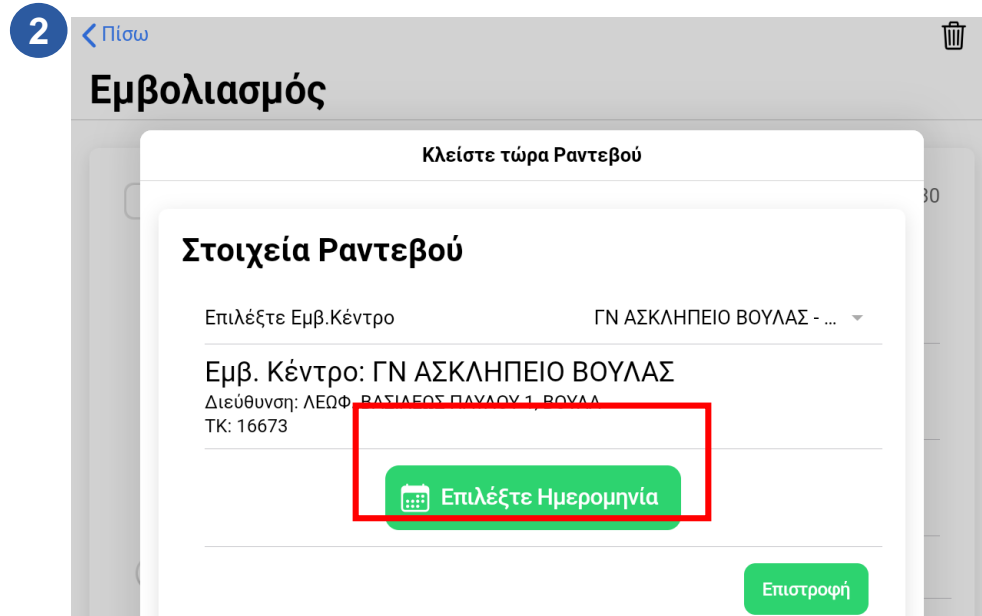 2
Πίσω
Εμβολιασμός
Κλείστε τώρα Ραντεβού
30
Στοιχεία Ραντεβού
Επιλέξτε Εμβ.Κέντρο ΓΝ ΑΣΚΛΗΠΕΙΟ ΒΟΥΛΑΣ - ...
Εμβ. Κέντρο: ΓΝ ΑΣΚΛΗΠΕΙΟ ΒΟΥΛΑΣ
Διεύθυνση: ΛΕΩΦ. ΒΑΣΙΛΕΩΣ ΠΑΥΛΟΥ 1, ΒΟΥΛΑ
ΤΚ: 16673
Επιλέξτε Ημερομηνία
Επιστροφή